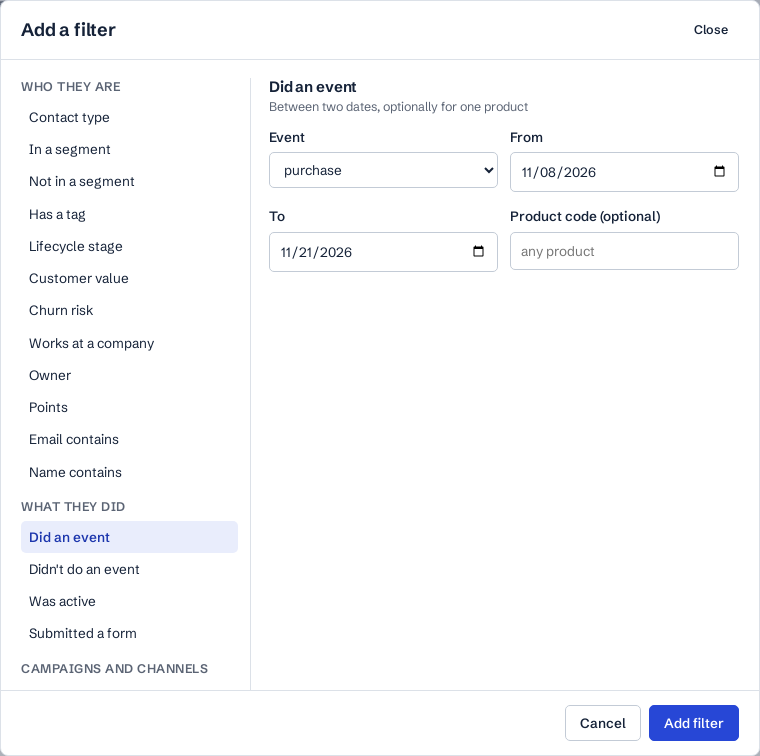 Add a filter
Close
WHO THEY ARE
Contact type
In a segment
Not in a segment
Has a tag
Lifecycle stage
Customer value
Churn risk
Works at a company
Owner
Points
Email contains
Name contains
WHAT THEY DID
Did an event
Didn't do an event
Was active
Submitted a form
CAMPAIGNS AND CHANNELS
Did an event
Between two dates, optionally for one product
Event
From
purchase
11/08/2026
To
Product code (optional)
11/21/2026
any product
Cancel
Add filter